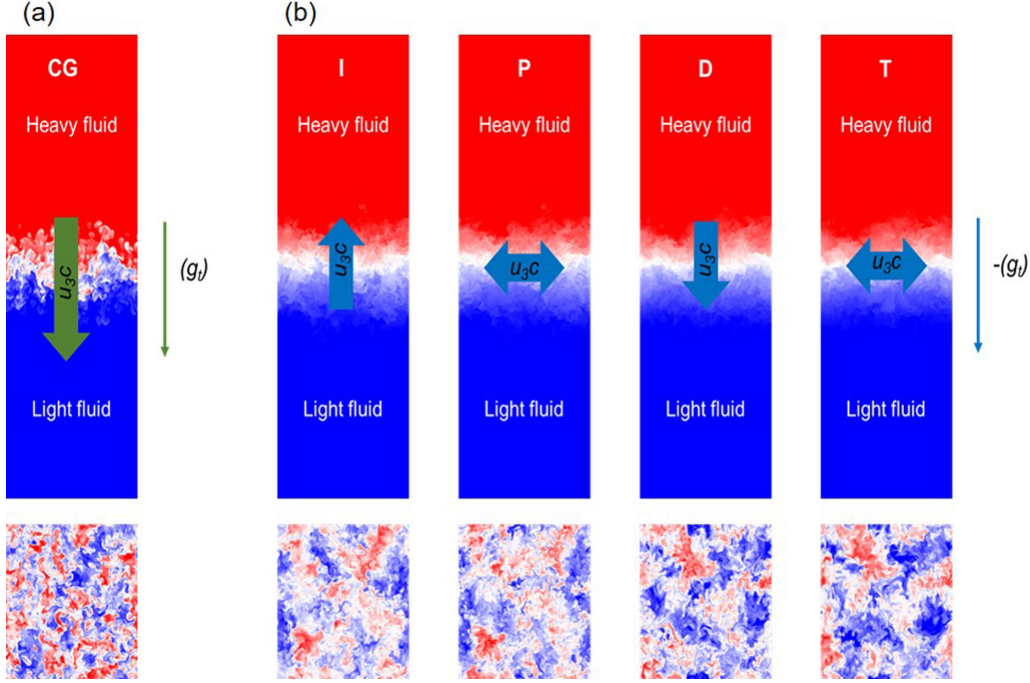 (a)
(b)
CG
I
P
D
T
Heavy fluid
Heavy fluid
Heavy fluid
Heavy fluid
Heavy fluid
u₃c
u₃c
u₃c
u₃c
u₃c
(gₜ)
-(gₜ)
Light fluid
Light fluid
Light fluid
Light fluid
Light fluid